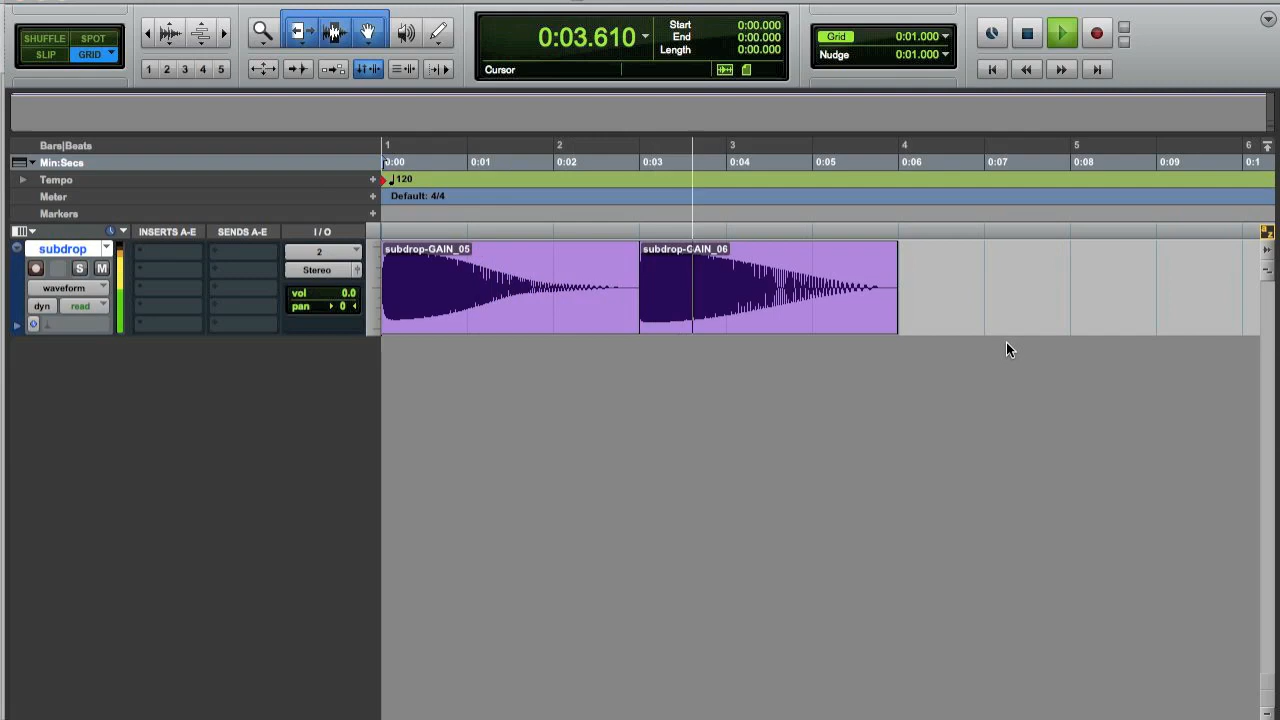 SHUFFLE SPOT
SLIP GRID
1 2 3 4 5
0:03.610
Start 0:00.000
End 0:00.000
Length 0:00.000
Cursor
Grid 0:01.000
Nudge 0:01.000
Bars|Beats 1 2 3 4 5 6
Min:Secs 0:00 0:01 0:02 0:03 0:04 0:05 0:06 0:07 0:08 0:09 0:1
Tempo + 120
Meter + Default: 4/4
Markers +
INSERTS A-E SENDS A-E I / O
subdrop 2 subdrop-GAIN_05 subdrop-GAIN_06
S M Stereo
waveform vol 0.0
dyn read pan 0
a z